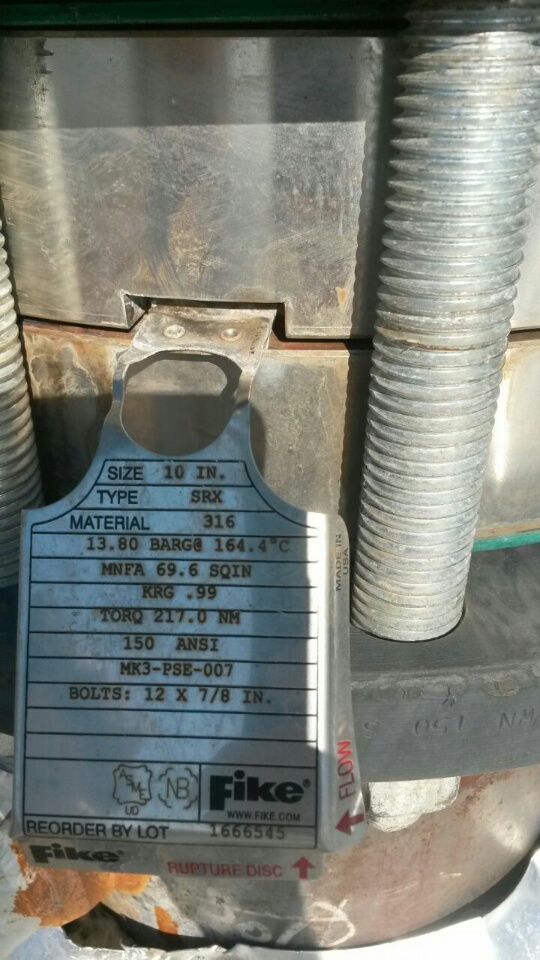 SIZE 10 IN.
TYPE SRX
MATERIAL 316
13.80 BARG@ 164.4°C
MNFA 69.6 SQIN
KRG .99
TORQ 217.0 NM
150 ANSI
MK3-PSE-007
BOLTS: 12 X 7/8 IN.
ASME
UD
NB
Fike®
WWW.FIKE.COM
REORDER BY LOT 1666545
Fike®
RUPTURE DISC
FLOW
MADE IN
USA
WN 150 S